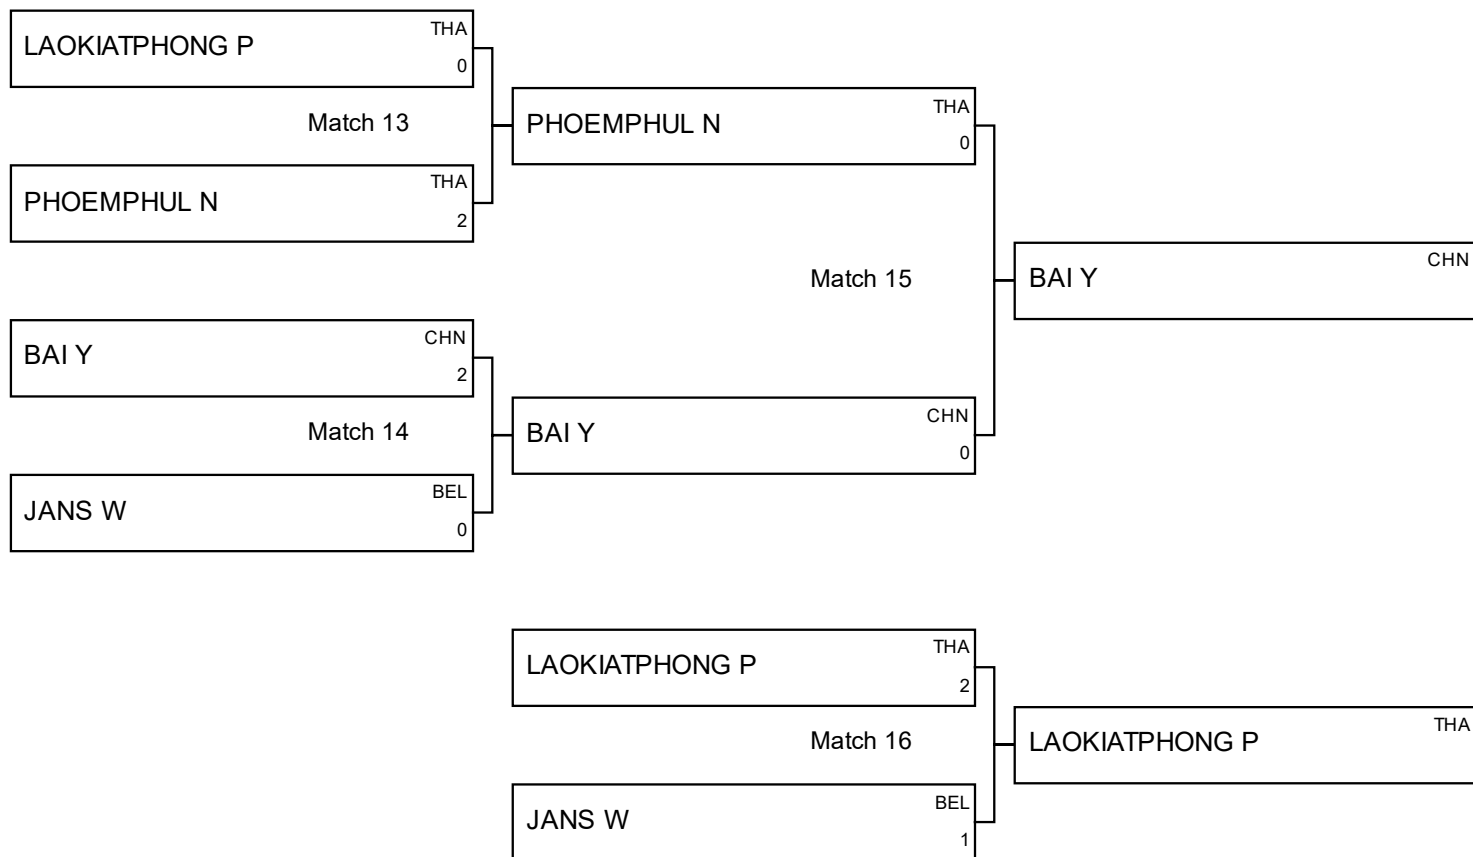 LAOKIATPHONG P THA
0
Match 13
PHOEMPHUL N THA
2
PHOEMPHUL N THA
0
BAI Y CHN
2
Match 14
JANS W BEL
0
BAI Y CHN
0
Match 15
BAI Y CHN
LAOKIATPHONG P THA
2
Match 16
JANS W BEL
1
LAOKIATPHONG P THA